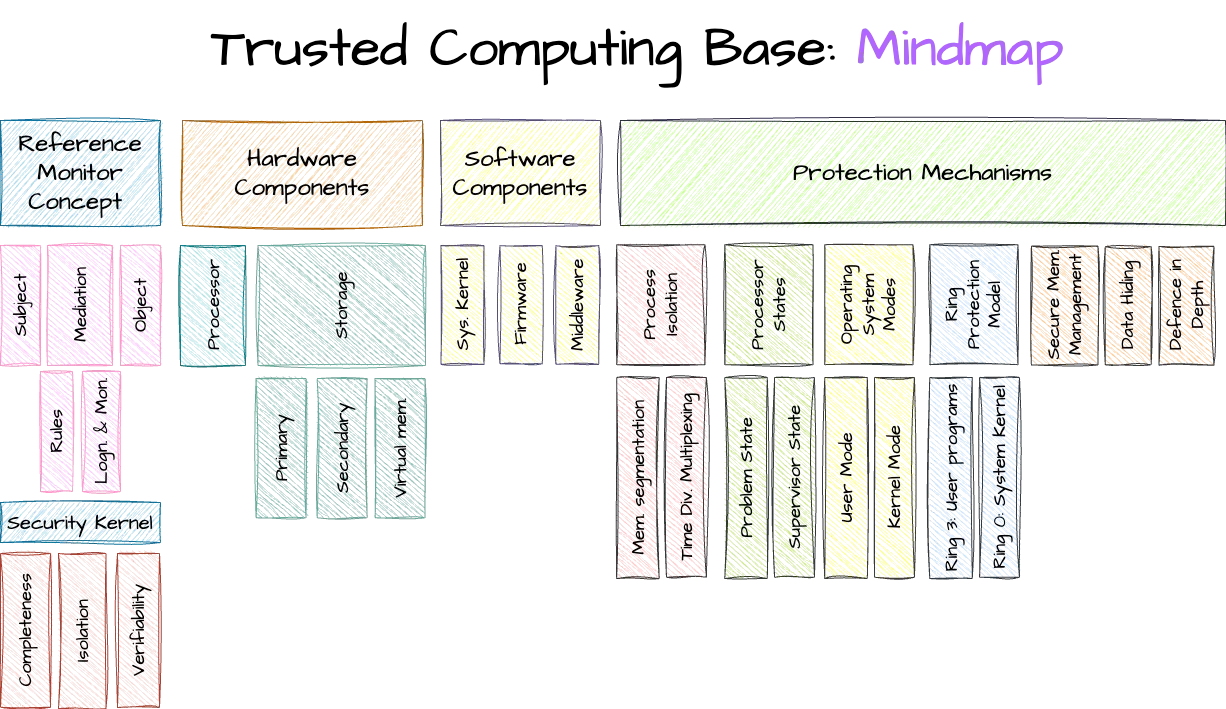 Trusted Computing Base: Mindmap
Reference
Monitor
Concept
Hardware
Components
Software
Components
Protection Mechanisms
Subject
Mediation
Object
Processor
Storage
Sys. Kernel
Firmware
Middleware
Process
Isolation
Processor
States
Operating
System
Modes
Ring
Protection
Model
Secure Mem.
Management
Data Hiding
Defence in
Depth
Rules
Logn. & Mon.
Primary
Secondary
Virtual mem.
Mem. segmentation
Time Div. Multiplexing
Problem State
Supervisor State
User Mode
Kernel Mode
Ring 3: User programs
Ring 0: System Kernel
Security Kernel
Completeness
Isolation
Verifiability